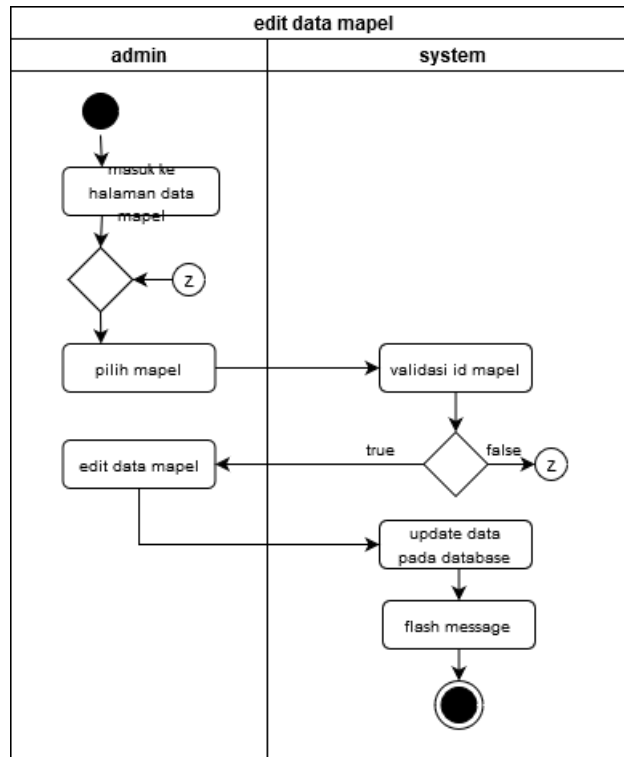 edit data mapel
admin
system
masuk ke
halaman data
mapel
z
pilih mapel
validasi id mapel
edit data mapel
true
false
z
update data
pada database
flash message